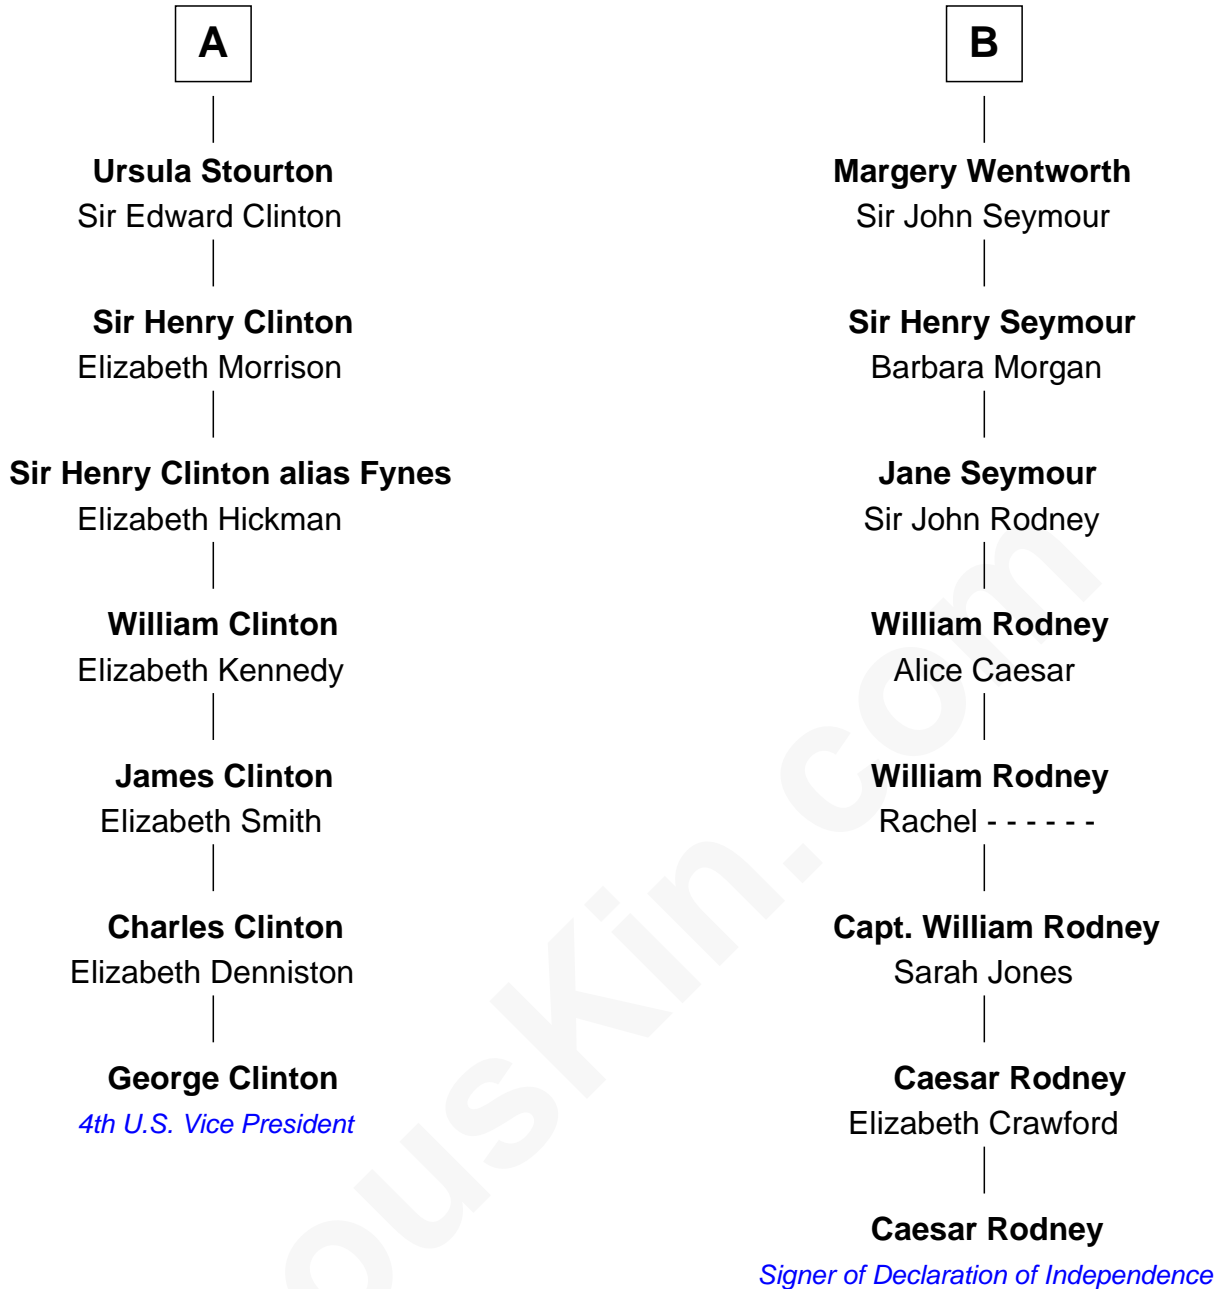 A
Ursula Stourton
Sir Edward Clinton
Sir Henry Clinton
Elizabeth Morrison
Sir Henry Clinton alias Fynes
Elizabeth Hickman
William Clinton
Elizabeth Kennedy
James Clinton
Elizabeth Smith
Charles Clinton
Elizabeth Denniston
George Clinton
4th U.S. Vice President
B
Margery Wentworth
Sir John Seymour
Sir Henry Seymour
Barbara Morgan
Jane Seymour
Sir John Rodney
William Rodney
Alice Caesar
William Rodney
Rachel - - - - - -
Capt. William Rodney
Sarah Jones
Caesar Rodney
Elizabeth Crawford
Caesar Rodney
Signer of Declaration of Independence
ousKin.com